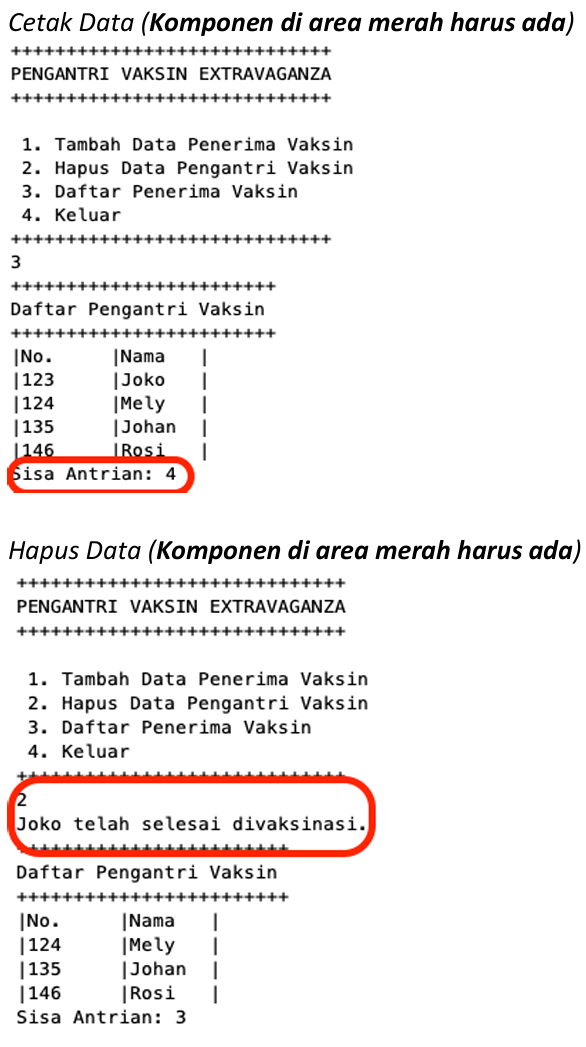 Cetak Data (Komponen di area merah harus ada)
+++++++++++++++++++++++++++++
PENGANTRI VAKSIN EXTRAVAGANZA
+++++++++++++++++++++++++++++
1. Tambah Data Penerima Vaksin
2. Hapus Data Pengantri Vaksin
3. Daftar Penerima Vaksin
4. Keluar
+++++++++++++++++++++++++++++
3
++++++++++++++++++++++++
Daftar Pengantri Vaksin
++++++++++++++++++++++++
|No.     |Nama   |
|123     |Joko   |
|124     |Mely   |
|135     |Johan  |
|146     |Rosi   |
Sisa Antrian: 4
Hapus Data (Komponen di area merah harus ada)
+++++++++++++++++++++++++++++
PENGANTRI VAKSIN EXTRAVAGANZA
+++++++++++++++++++++++++++++
1. Tambah Data Penerima Vaksin
2. Hapus Data Pengantri Vaksin
3. Daftar Penerima Vaksin
4. Keluar
+++++++++++++++++++++++++++++
2
Joko telah selesai divaksinasi.
++++++++++++++++++++++++
Daftar Pengantri Vaksin
++++++++++++++++++++++++
|No.     |Nama   |
|124     |Mely   |
|135     |Johan  |
|146     |Rosi   |
Sisa Antrian: 3